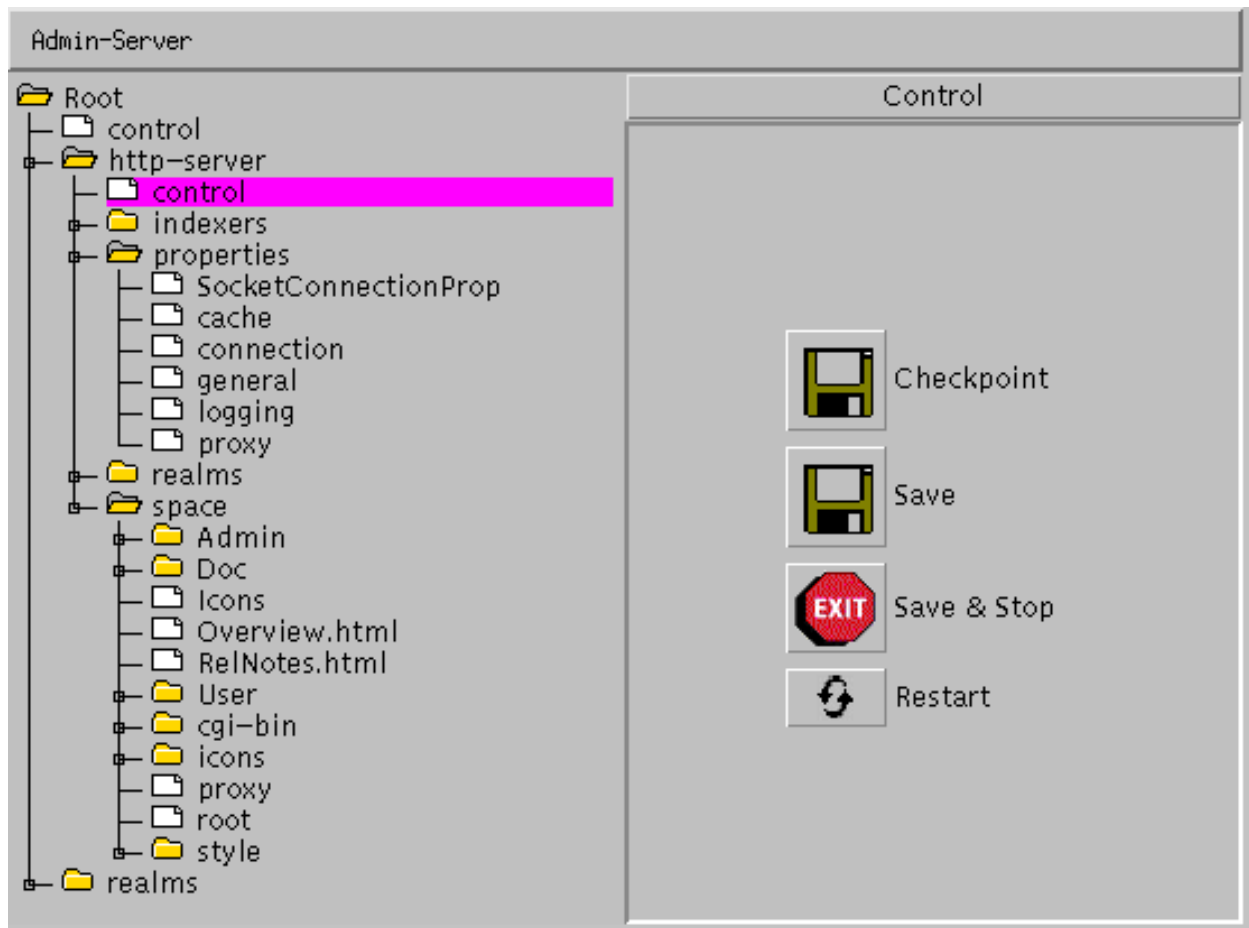 Admin-Server
Root
control
http-server
control
indexers
properties
SocketConnectionProp
cache
connection
general
logging
proxy
realms
space
Admin
Doc
Icons
Overview.html
RelNotes.html
User
cgi-bin
icons
proxy
root
style
realms
Control
Checkpoint
Save
EXIT Save & Stop
Restart